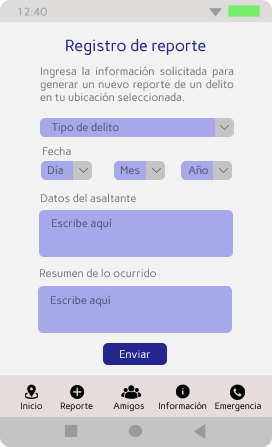 12:40
Registro de reporte
Ingresa la información solicitada para
generar un nuevo reporte de un delito
en tu ubicación seleccionada.
Tipo de delito
Fecha
Día Mes Año
Datos del asaltante
Escribe aquí
Resumen de lo ocurrido
Escribe aquí
Enviar
Inicio Reporte Amigos Información Emergencia